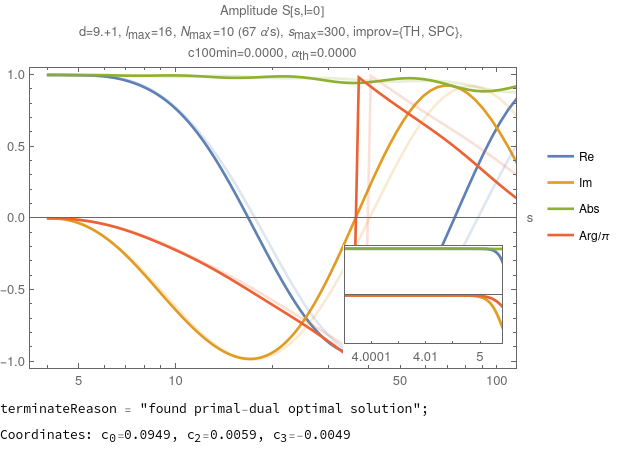 Amplitude S[s,l=0]
d=9.+1, lmax=16, Nmax=10 (67 α's), smax=300, improv={TH, SPC},
c100min=0.0000, αth=0.0000
1.0
0.5
0.0
−0.5
−1.0
s
4.0001 4.01 5
5 10 50 100
Re
Im
Abs
Arg/π
terminateReason = "found primal-dual optimal solution";
Coordinates: c0=0.0949, c2=0.0059, c3=-0.0049